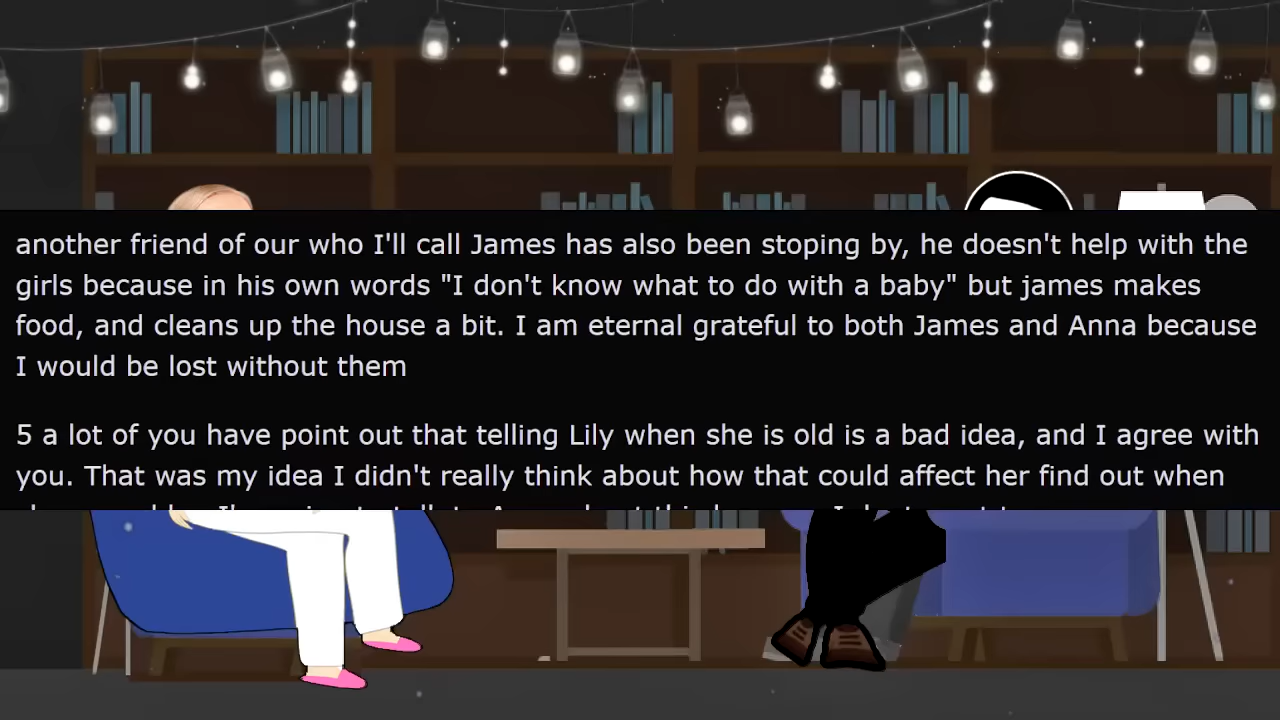 another friend of our who I'll call James has also been stoping by, he doesn't help with the
girls because in his own words "I don't know what to do with a baby" but james makes
food, and cleans up the house a bit. I am eternal grateful to both James and Anna because
I would be lost without them
5 a lot of you have point out that telling Lily when she is old is a bad idea, and I agree with
you. That was my idea I didn't really think about how that could affect her find out when